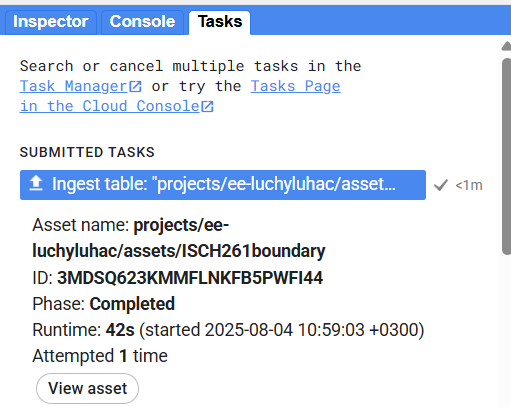 Inspector Console Tasks
Search or cancel multiple tasks in the
Task Manager or try the Tasks Page
in the Cloud Console
SUBMITTED TASKS
Ingest table: "projects/ee-luchyluhac/asset... <1m
Asset name: projects/ee-
luchyluhac/assets/ISCH261boundary
ID: 3MDSQ623KMMFLNKFB5PWFI44
Phase: Completed
Runtime: 42s (started 2025-08-04 10:59:03 +0300)
Attempted 1 time
View asset